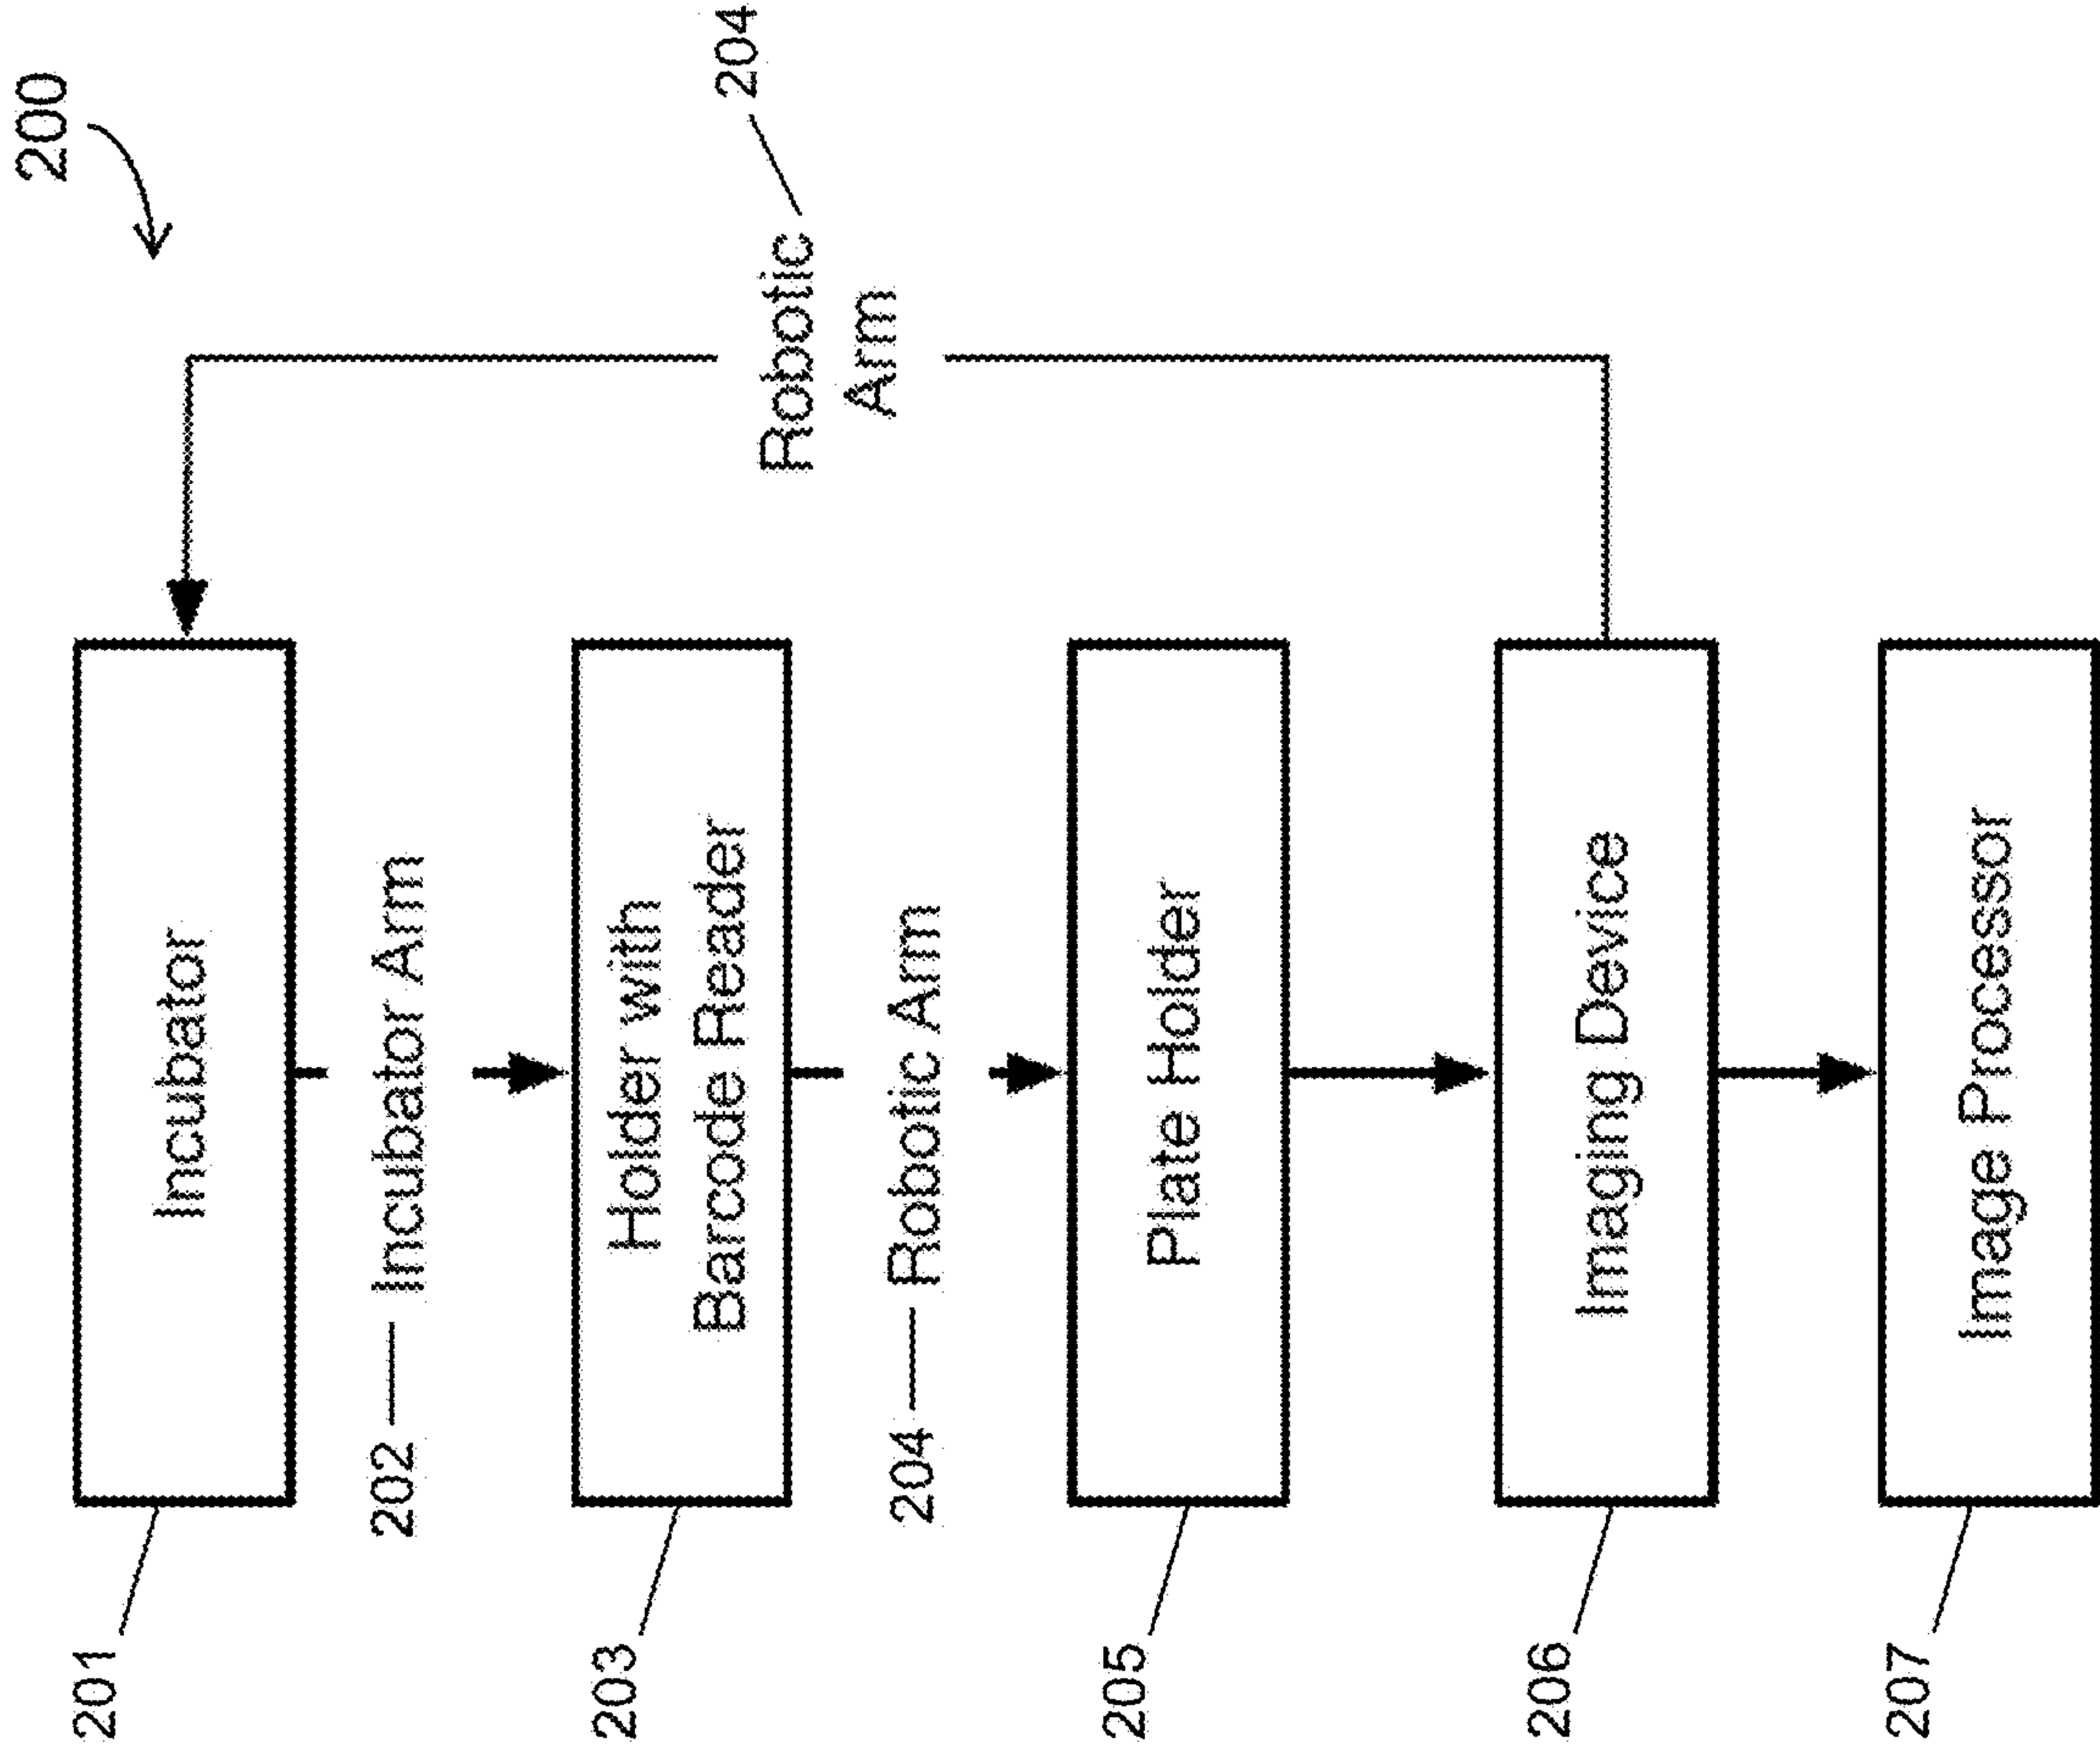 200
201
Incubator
202
Incubator Arm
203
Holder with
Barcode Reader
204
Robotic Arm
Robotic
Arm
204
205
Plate Holder
206
Imaging Device
207
Image Processor